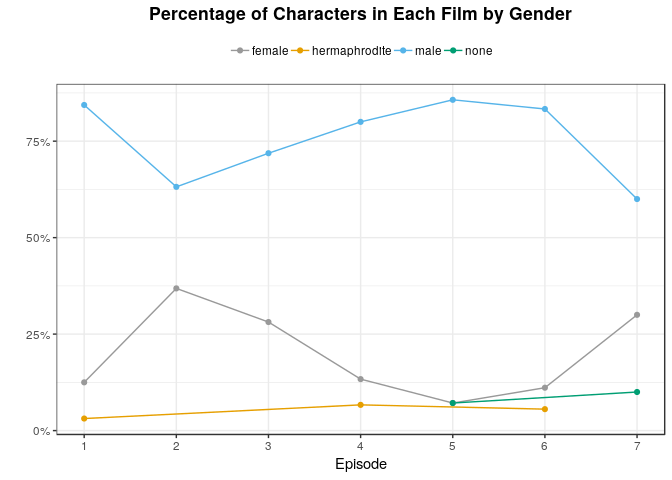 Percentage of Characters in Each Film by Gender
female hermaphrodite male none
75%
50%
25%
0%
1 2 3 4 5 6 7
Episode